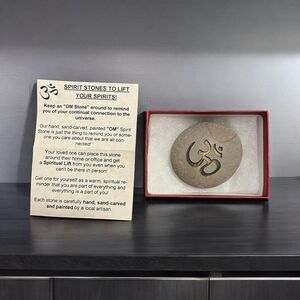 ॐ SPIRIT STONES TO LIFT
YOUR SPIRITS!
Keep an "OM Stone" around to remind
you of your continual connection to the
universe.
Our hand, sand-carved, painted "OM" Spirit
Stone is just the thing to remind you or some-
one you care about that we are all con-
nected!
Your loved one can place this stone
around their home or office and get
a Spiritual Lift from you even when you
can't be there in person!
Get one for yourself as a warm, spiritual re-
minder that you are part of everything and
everything is a part of you!
Each stone is carefully hand, sand-carved
and painted by a local artisan.
ॐ